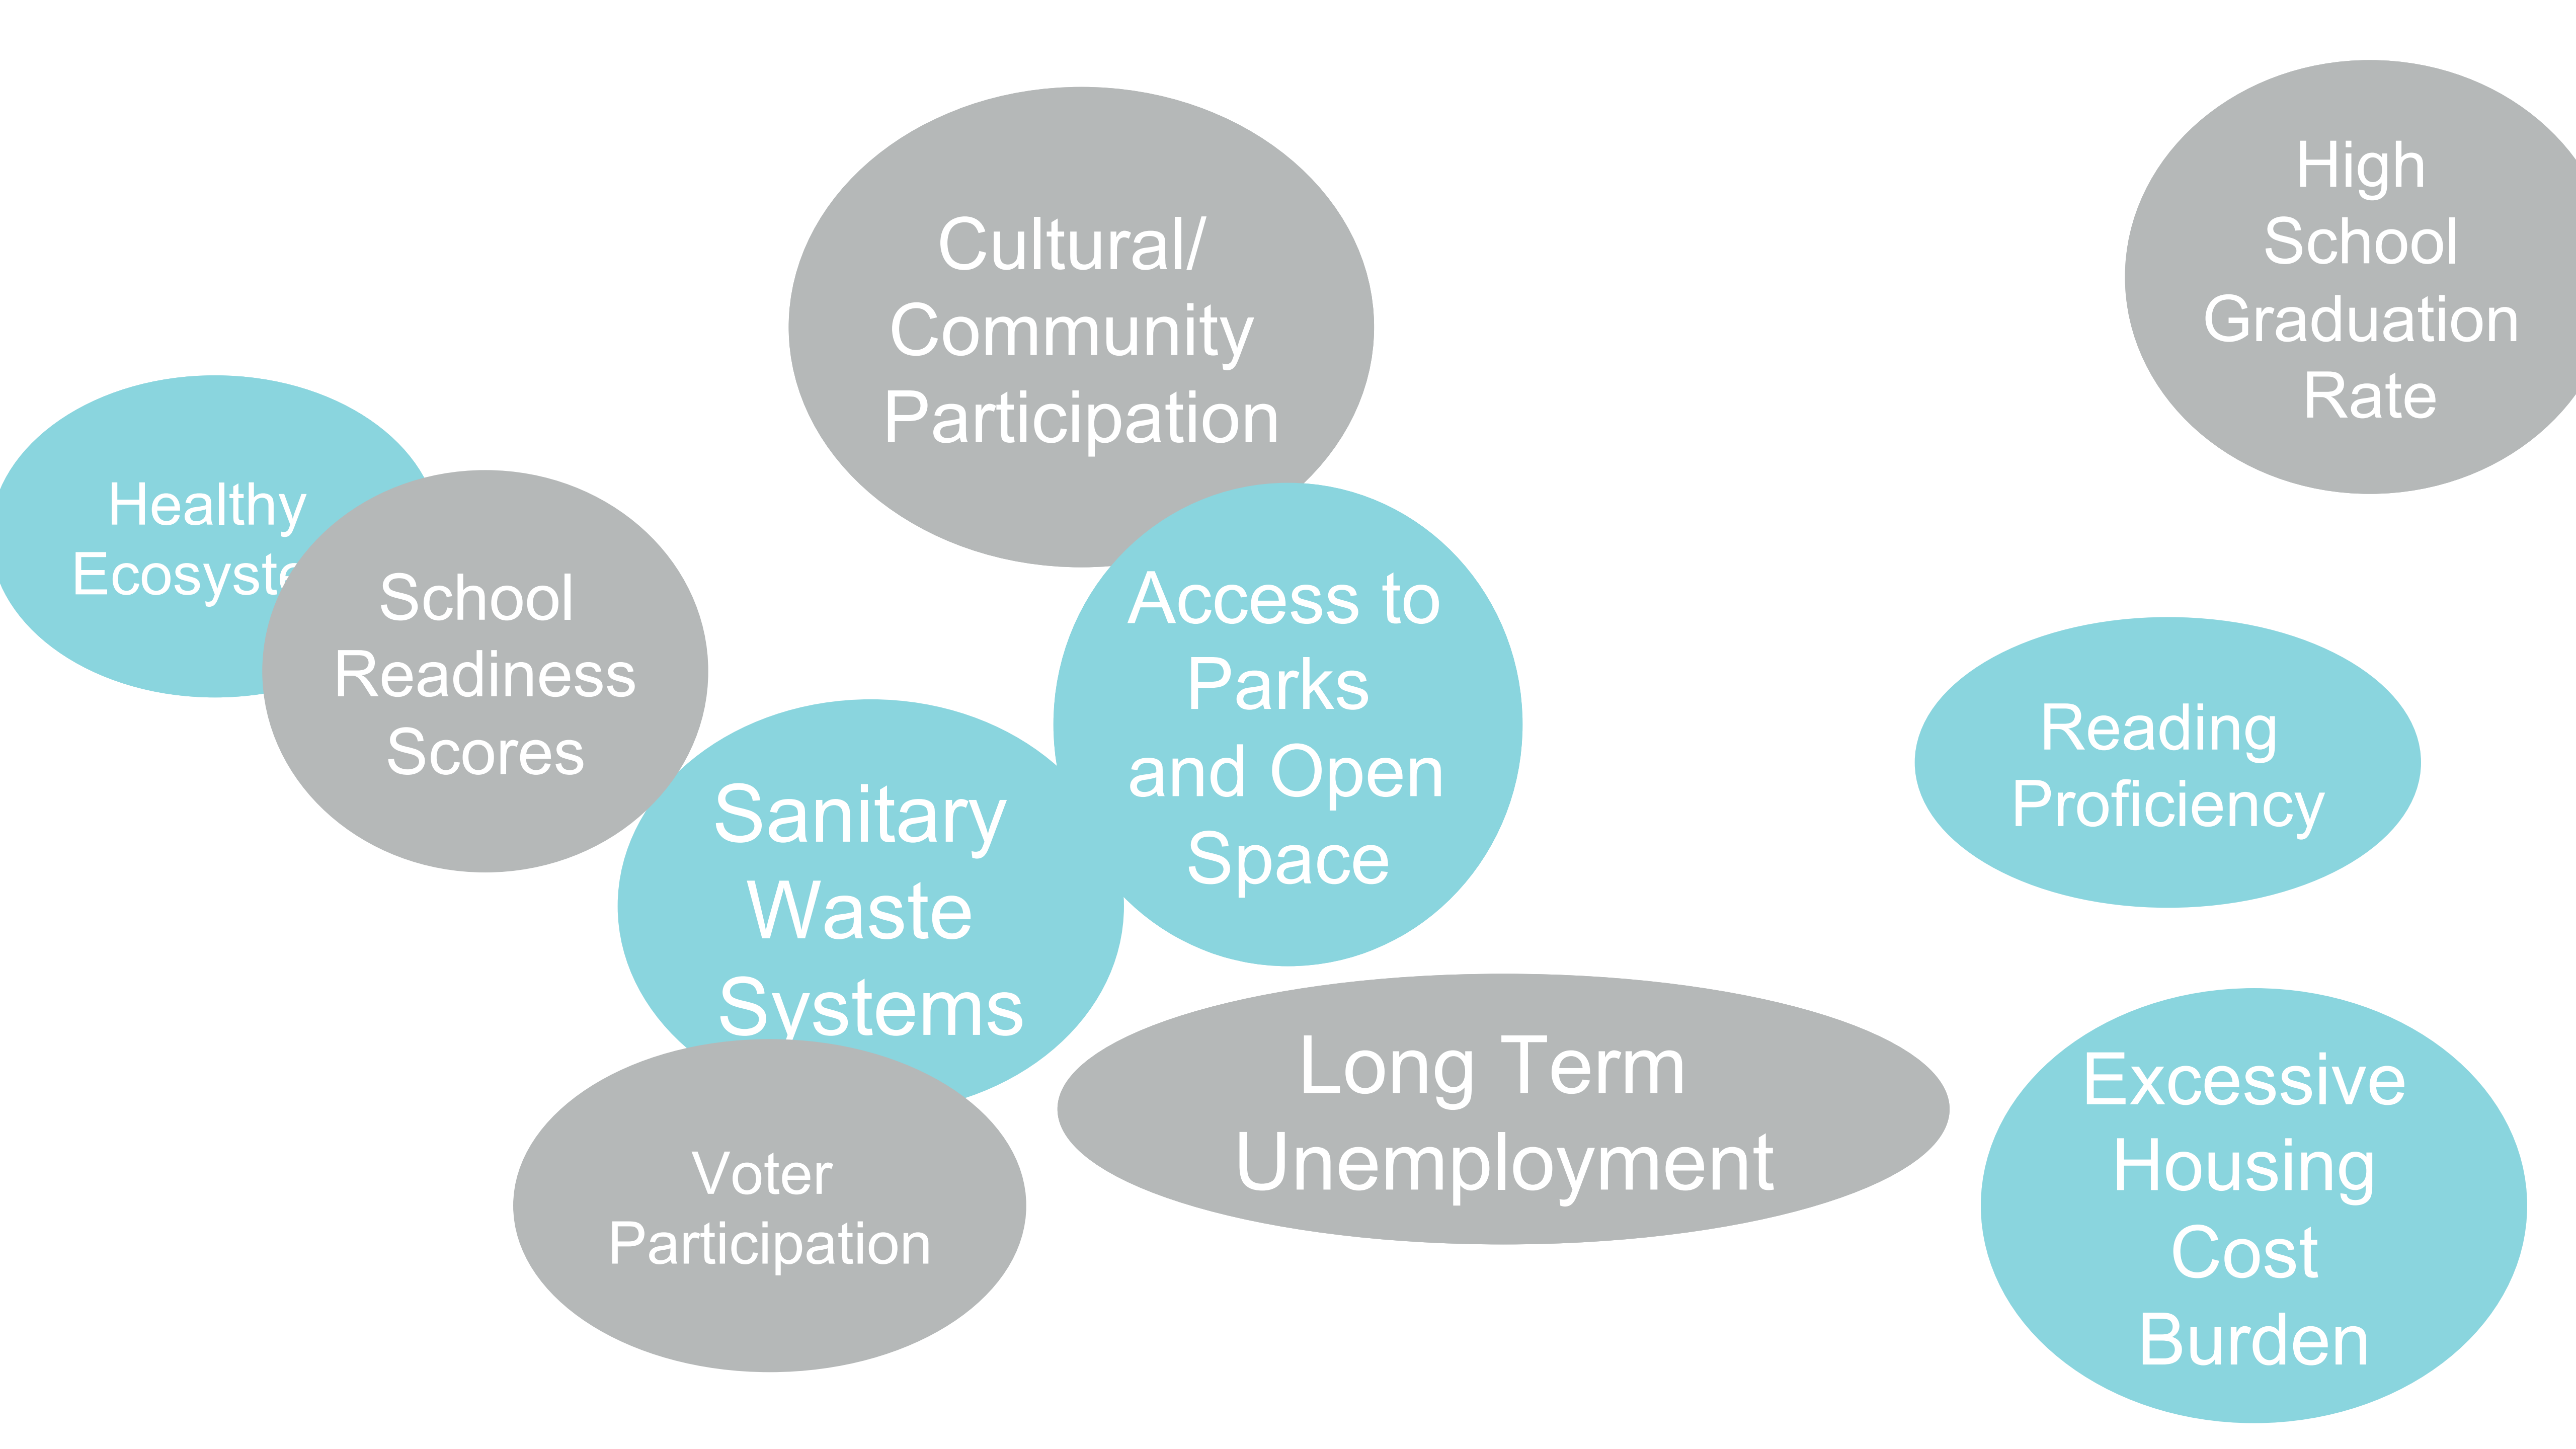 Cultural/
Community
Participation
High
School
Graduation
Rate
Healthy
School
Readiness
Scores
Access to
Parks
and Open
Space
Reading
Proficiency
Sanitary
Waste
Systems
Long Term
Unemployment
Excessive
Housing
Cost
Burden
Voter
Participation